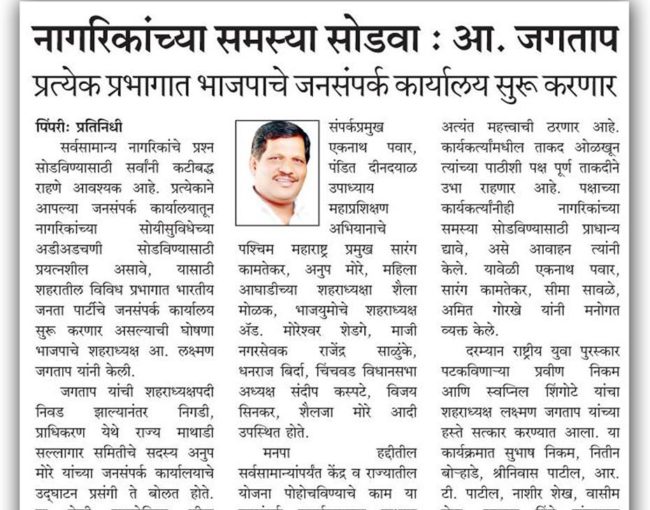 नागरिकांच्या समस्या सोडवा : आ. जगताप
प्रत्येक प्रभागात भाजपाचे जनसंपर्क कार्यालय सुरू करणार
पिंपरीः प्रतिनिधी
सर्वसामान्य नागरिकांचे प्रश्न
सोडविण्यासाठी सर्वांनी कटीबद्ध
राहणे आवश्यक आहे. प्रत्येकाने
आपल्या जनसंपर्क कार्यालयातून
नागरिकांच्या सोयीसुविधेच्या
अडीअडचणी सोडविण्यासाठी
प्रयत्नशील असावे, यासाठी
शहरातील विविध प्रभागात भारतीय
जनता पार्टीचे जनसंपर्क कार्यालय
सुरू करणार असल्याची घोषणा
भाजपाचे शहराध्यक्ष आ. लक्ष्मण
जगताप यांनी केली.
जगताप यांची शहराध्यक्षपदी
निवड झाल्यानंतर निगडी,
प्राधिकरण येथे राज्य माथाडी
सल्लागार समितीचे सदस्य अनुप
मोरे यांच्या जनसंपर्क कार्यालयाचे
उद्घाटन प्रसंगी ते बोलत होते.
संपर्कप्रमुख
एकनाथ पवार,
पंडित दीनदयाळ
उपाध्याय
महाप्रशिक्षण
अभियानाचे
पश्चिम महाराष्ट्र प्रमुख सारंग
कामतेकर, अनुप मोरे, महिला
आघाडीच्या शहराध्यक्षा शैला
मोळक, भाजयुमोचे शहराध्यक्ष
अ‍ॅड. मोरेश्वर शेडगे, माजी
नगरसेवक राजेंद्र साळुंके,
धनराज बिर्दा, चिंचवड विधानसभा
अध्यक्ष संदीप कस्पटे, विजय
सिनकर, शैलजा मोरे आदी
उपस्थित होते.
मनपा हद्दीतील
सर्वसामान्यांपर्यंत केंद्र व राज्यातील
योजना पोहोचविण्याचे काम या
अत्यंत महत्त्वाची ठरणार आहे.
कार्यकर्त्यांमधील ताकद ओळखून
त्यांच्या पाठीशी पक्ष पूर्ण ताकदीने
उभा राहणार आहे. पक्षाच्या
कार्यकर्त्यांनीही नागरिकांच्या
समस्या सोडविण्यासाठी प्राधान्य
द्यावे, असे आवाहन त्यांनी
केले. यावेळी एकनाथ पवार,
सारंग कामतेकर, सीमा सावळे,
अमित गोरखे यांनी मनोगत
व्यक्त केले.
दरम्यान राष्ट्रीय युवा पुरस्कार
पटकविणाऱ्या प्रवीण निकम
आणि स्वप्निल शिंगोटे यांचा
शहराध्यक्ष लक्ष्मण जगताप यांच्या
हस्ते सत्कार करण्यात आला. या
कार्यक्रमात सुभाष निकम, नितीन
बोऱ्हाडे, श्रीनिवास पाटील, आर.
टी. पाटील, नाशीर शेख, वासीम